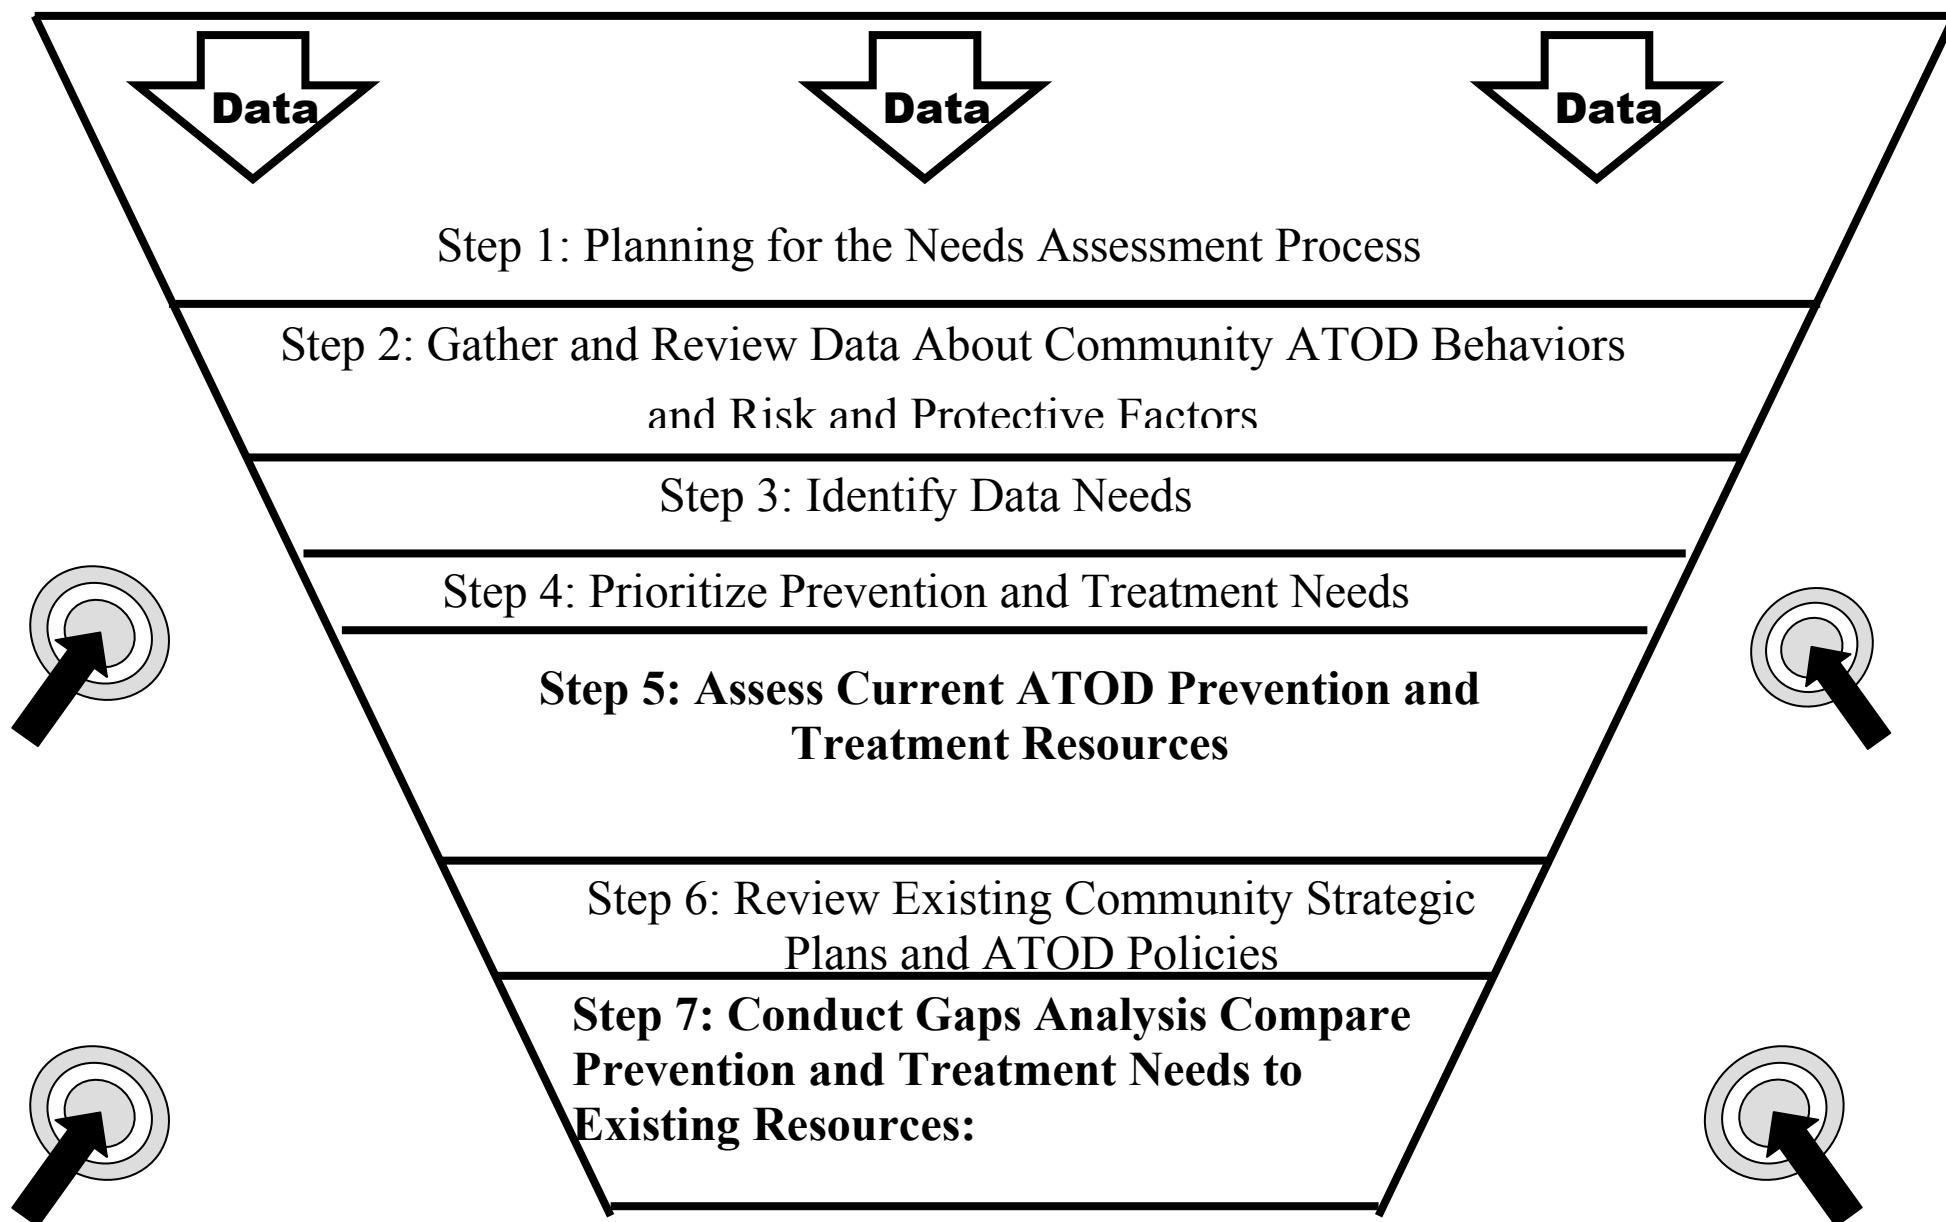 Data Data Data
Step 1: Planning for the Needs Assessment Process
Step 2: Gather and Review Data About Community ATOD Behaviors
and Risk and Protective Factors
Step 3: Identify Data Needs
Step 4: Prioritize Prevention and Treatment Needs
Step 5: Assess Current ATOD Prevention and
Treatment Resources
Step 6: Review Existing Community Strategic
Plans and ATOD Policies
Step 7: Conduct Gaps Analysis Compare
Prevention and Treatment Needs to
Existing Resources: